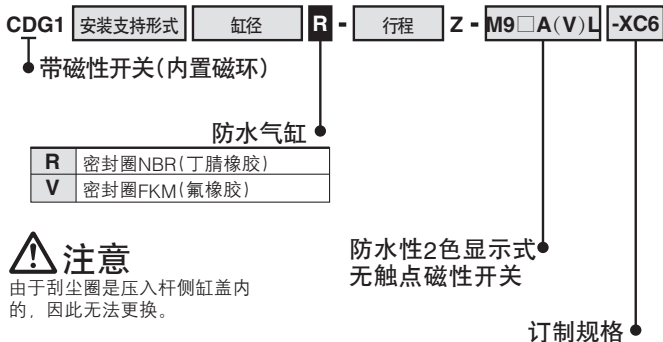 CDG1 安装支持形式 缸径 R - 行程 Z - M9□A(V)L -XC6
带磁性开关(内置磁环)
防水气缸
R 密封圈NBR(丁腈橡胶)
V 密封圈FKM(氟橡胶)
注意
由于刮尘圈是压入杆侧缸盖内
的，因此无法更换。
防水性2色显示式
无触点磁性开关
订制规格